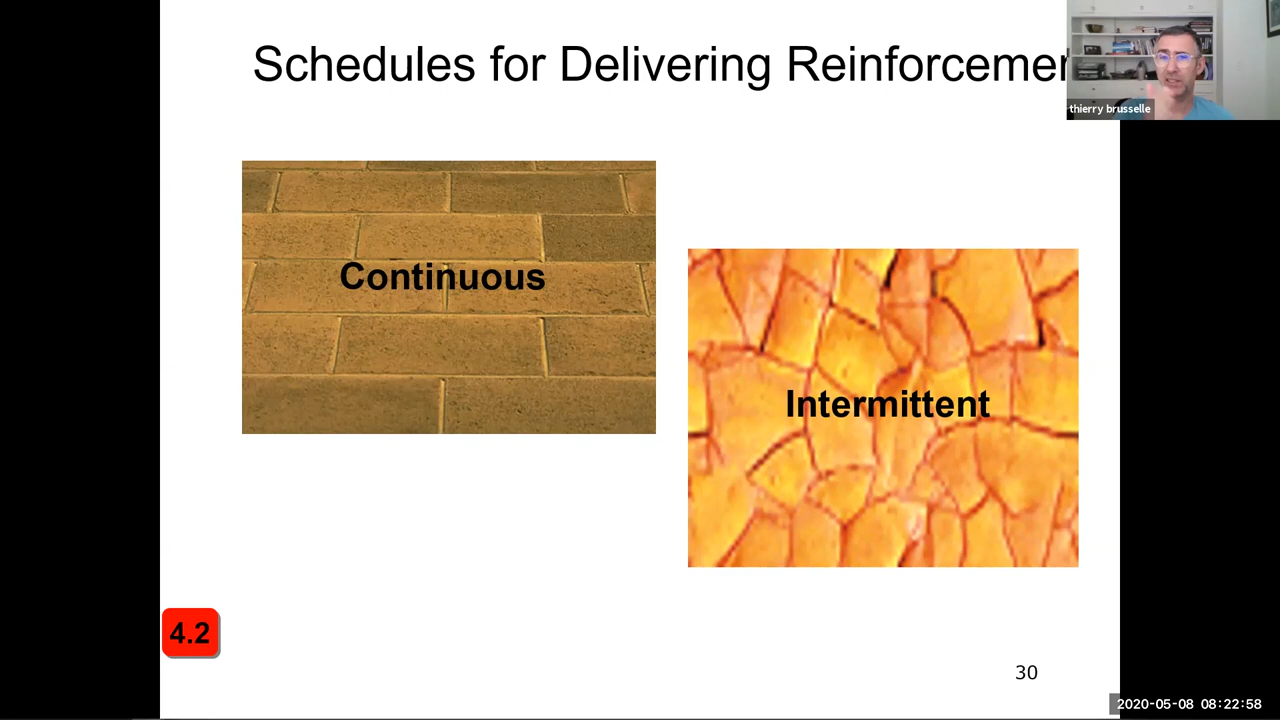 Schedules for Delivering Reinforcemen
thierry brusselle
Continuous
Intermittent
4.2
30
2020-05-08 08:22:58